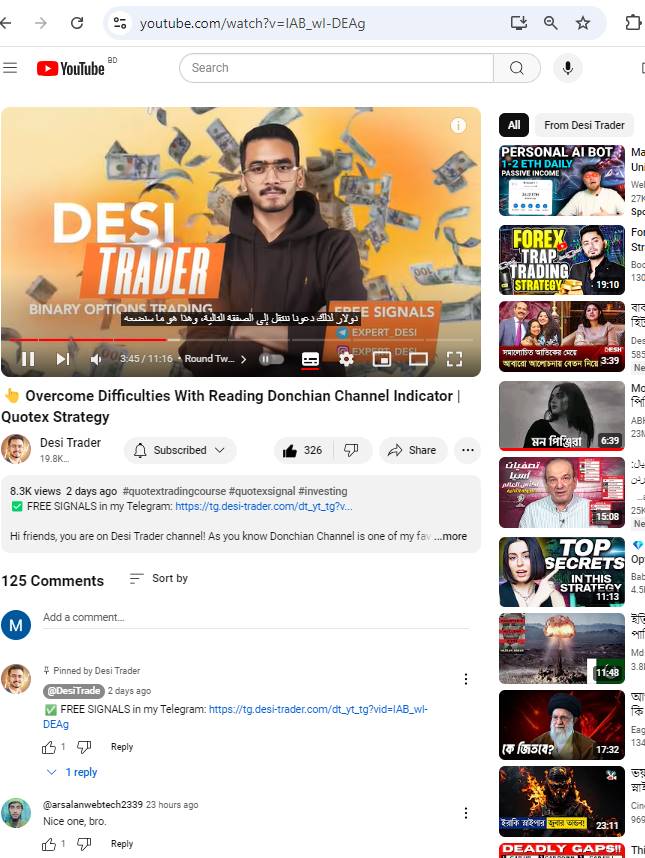 youtube.com/watch?v=IAB_wI-DEAg
YouTube BD
Search
DESI
TRADER
BINARY OPTIONS TRADING
FREE SIGNALS
EXPERT_DESI
EXPERT_DESI
دولار لذلك دعونا ننتقل إلى الصفقة التالية، وهذا هو ما سنضعه
3:45 / 11:16 • Round Tw... >
👆 Overcome Difficulties With Reading Donchian Channel Indicator |
Quotex Strategy
Desi Trader
19.8K...
Subscribed
326
Share
...
8.3K views 2 days ago #quotextradingcourse #quotexsignal #investing
✅ FREE SIGNALS in my Telegram: https://tg.desi-trader.com/dt_yt_tg?v...
Hi friends, you are on Desi Trader channel! As you know Donchian Channel is one of my fav ...more
125 Comments
Sort by
M
Add a comment...
Pinned by Desi Trader
@DesiTrade 2 days ago
✅ FREE SIGNALS in my Telegram: https://tg.desi-trader.com/dt_yt_tg?vid=IAB_wI-
DEAg
1
Reply
1 reply
@arsalanwebtech2339 23 hours ago
Nice one, bro.
1
Reply
All
From Desi Trader
PERSONAL AI BOT
1-2 ETH DAILY
PASSIVE INCOME
Ma
Uni
Wel
27K
Spo
FOREX
TRAP
TRADING
STRATEGY
19:10
For
Stra
Boo
130
3:39
Des
585
Ne
মন পিঞ্জিরা
6:39
Mo
পিঞ্জি
ABH
23M
تصفيات
آسيا
15:08
25K
Ne
TOP
SECRETS
IN THIS
STRATEGY
11:13
Opt
Bab
4.5
11:48
Md
3.8
কে জিতবে?
17:32
Eag
134
ইরাকি স্নাইপার জুবার তান্ডব!
23:11
Cine
969
DEADLY GAPS!!
Thi